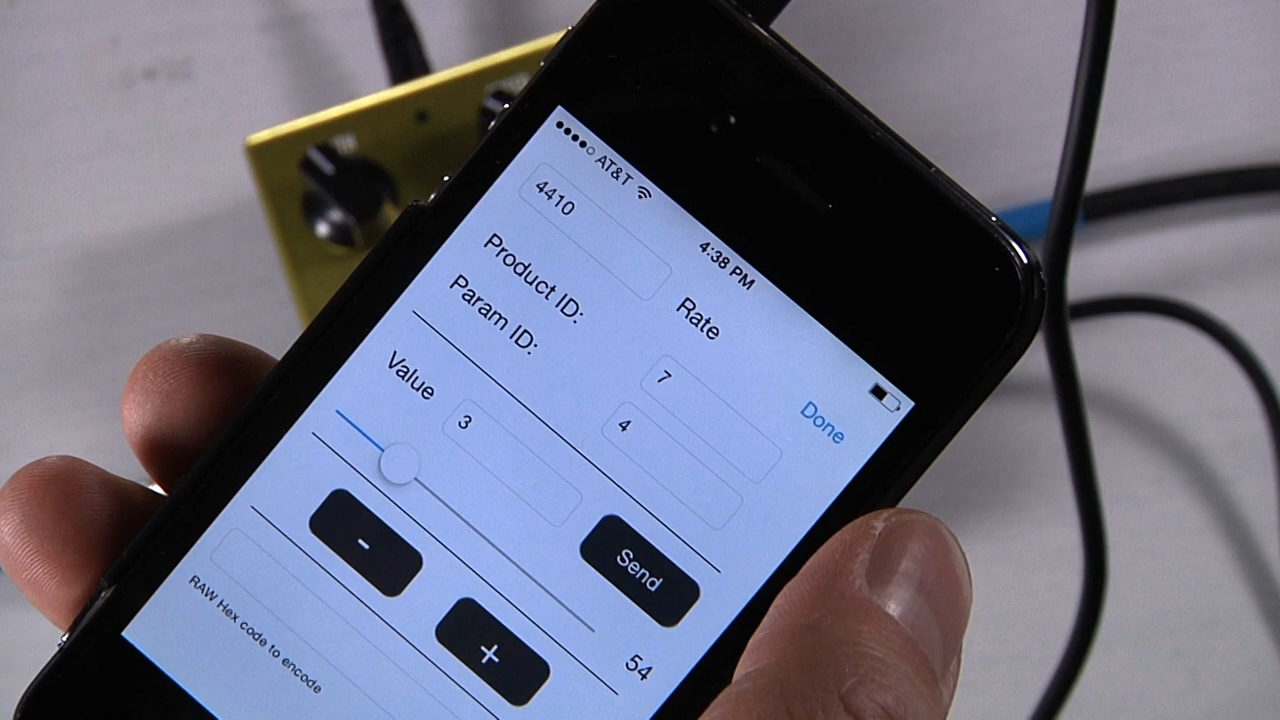 AT&T 4:38 PM
4410 Rate
Done
Product ID: 7
Param ID: 4
Value 3 Send
54
- +
RAW Hex code to encode